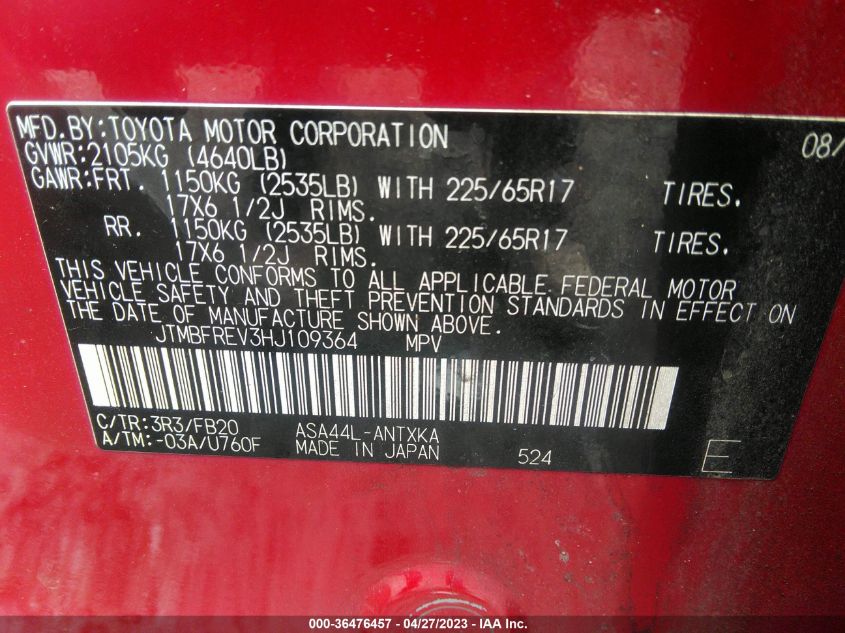 MFD.BY:TOYOTA MOTOR CORPORATION 08/
GVWR:2105KG (4640LB)
GAWR:FRT. 1150KG (2535LB) WITH 225/65R17 TIRES.
17X6 1/2J RIMS.
RR. 1150KG (2535LB) WITH 225/65R17 TIRES.
17X6 1/2J RIMS.
THIS VEHICLE CONFORMS TO ALL APPLICABLE FEDERAL MOTOR
VEHICLE SAFETY AND THEFT PREVENTION STANDARDS IN EFFECT ON
THE DATE OF MANUFACTURE SHOWN ABOVE.
JTMBFREV3HJ109364 MPV
C/TR:3R3/FB20 ASA44L-ANTXKA
A/TM:-03A/U760F MADE IN JAPAN 524 E
000-36476457 | 04/27/2023 - IAA Inc.